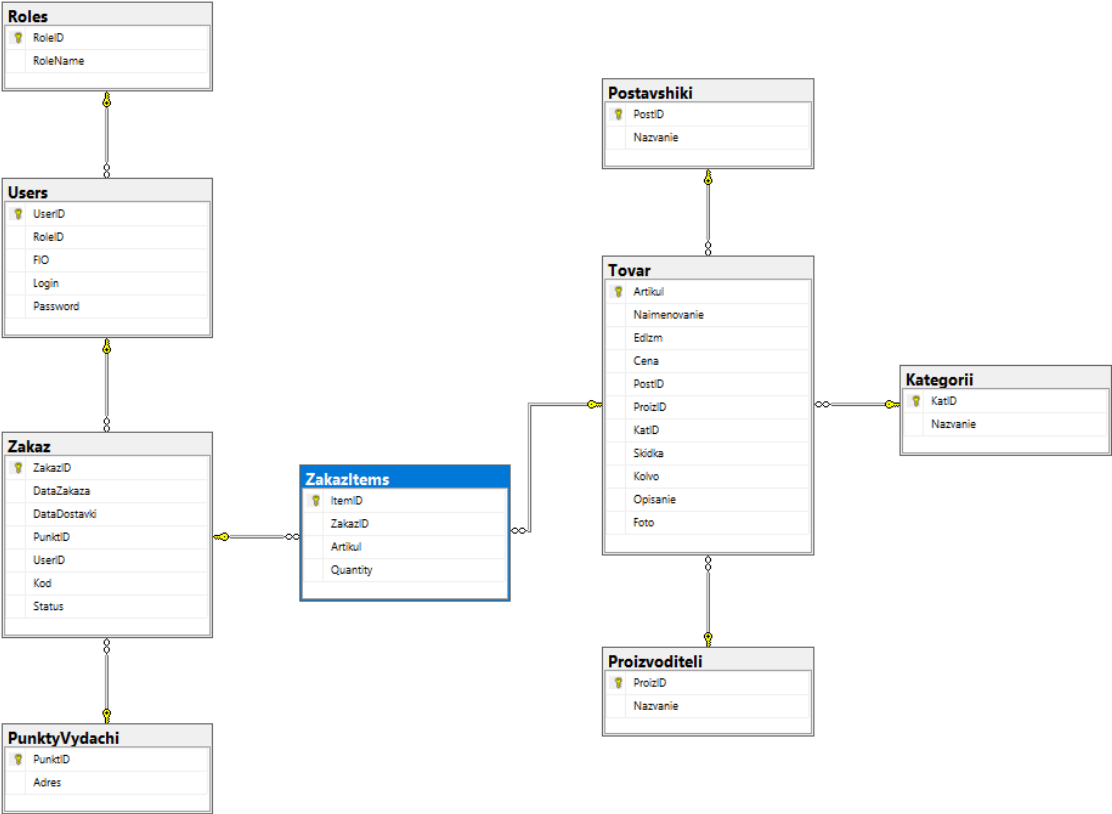 Roles
RoleID
RoleName
Users
UserID
RoleID
FIO
Login
Password
Zakaz
ZakazID
DataZakaza
DataDostavki
PunktID
UserID
Kod
Status
PunktyVydachi
PunktID
Adres
ZakazItems
ItemID
ZakazID
Artikul
Quantity
Postavshiki
PostID
Nazvanie
Tovar
Artikul
Naimenovanie
EdIzm
Cena
PostID
ProizID
KatID
Skidka
Kolvo
Opisanie
Foto
Proizvoditeli
ProizID
Nazvanie
Kategorii
KatID
Nazvanie